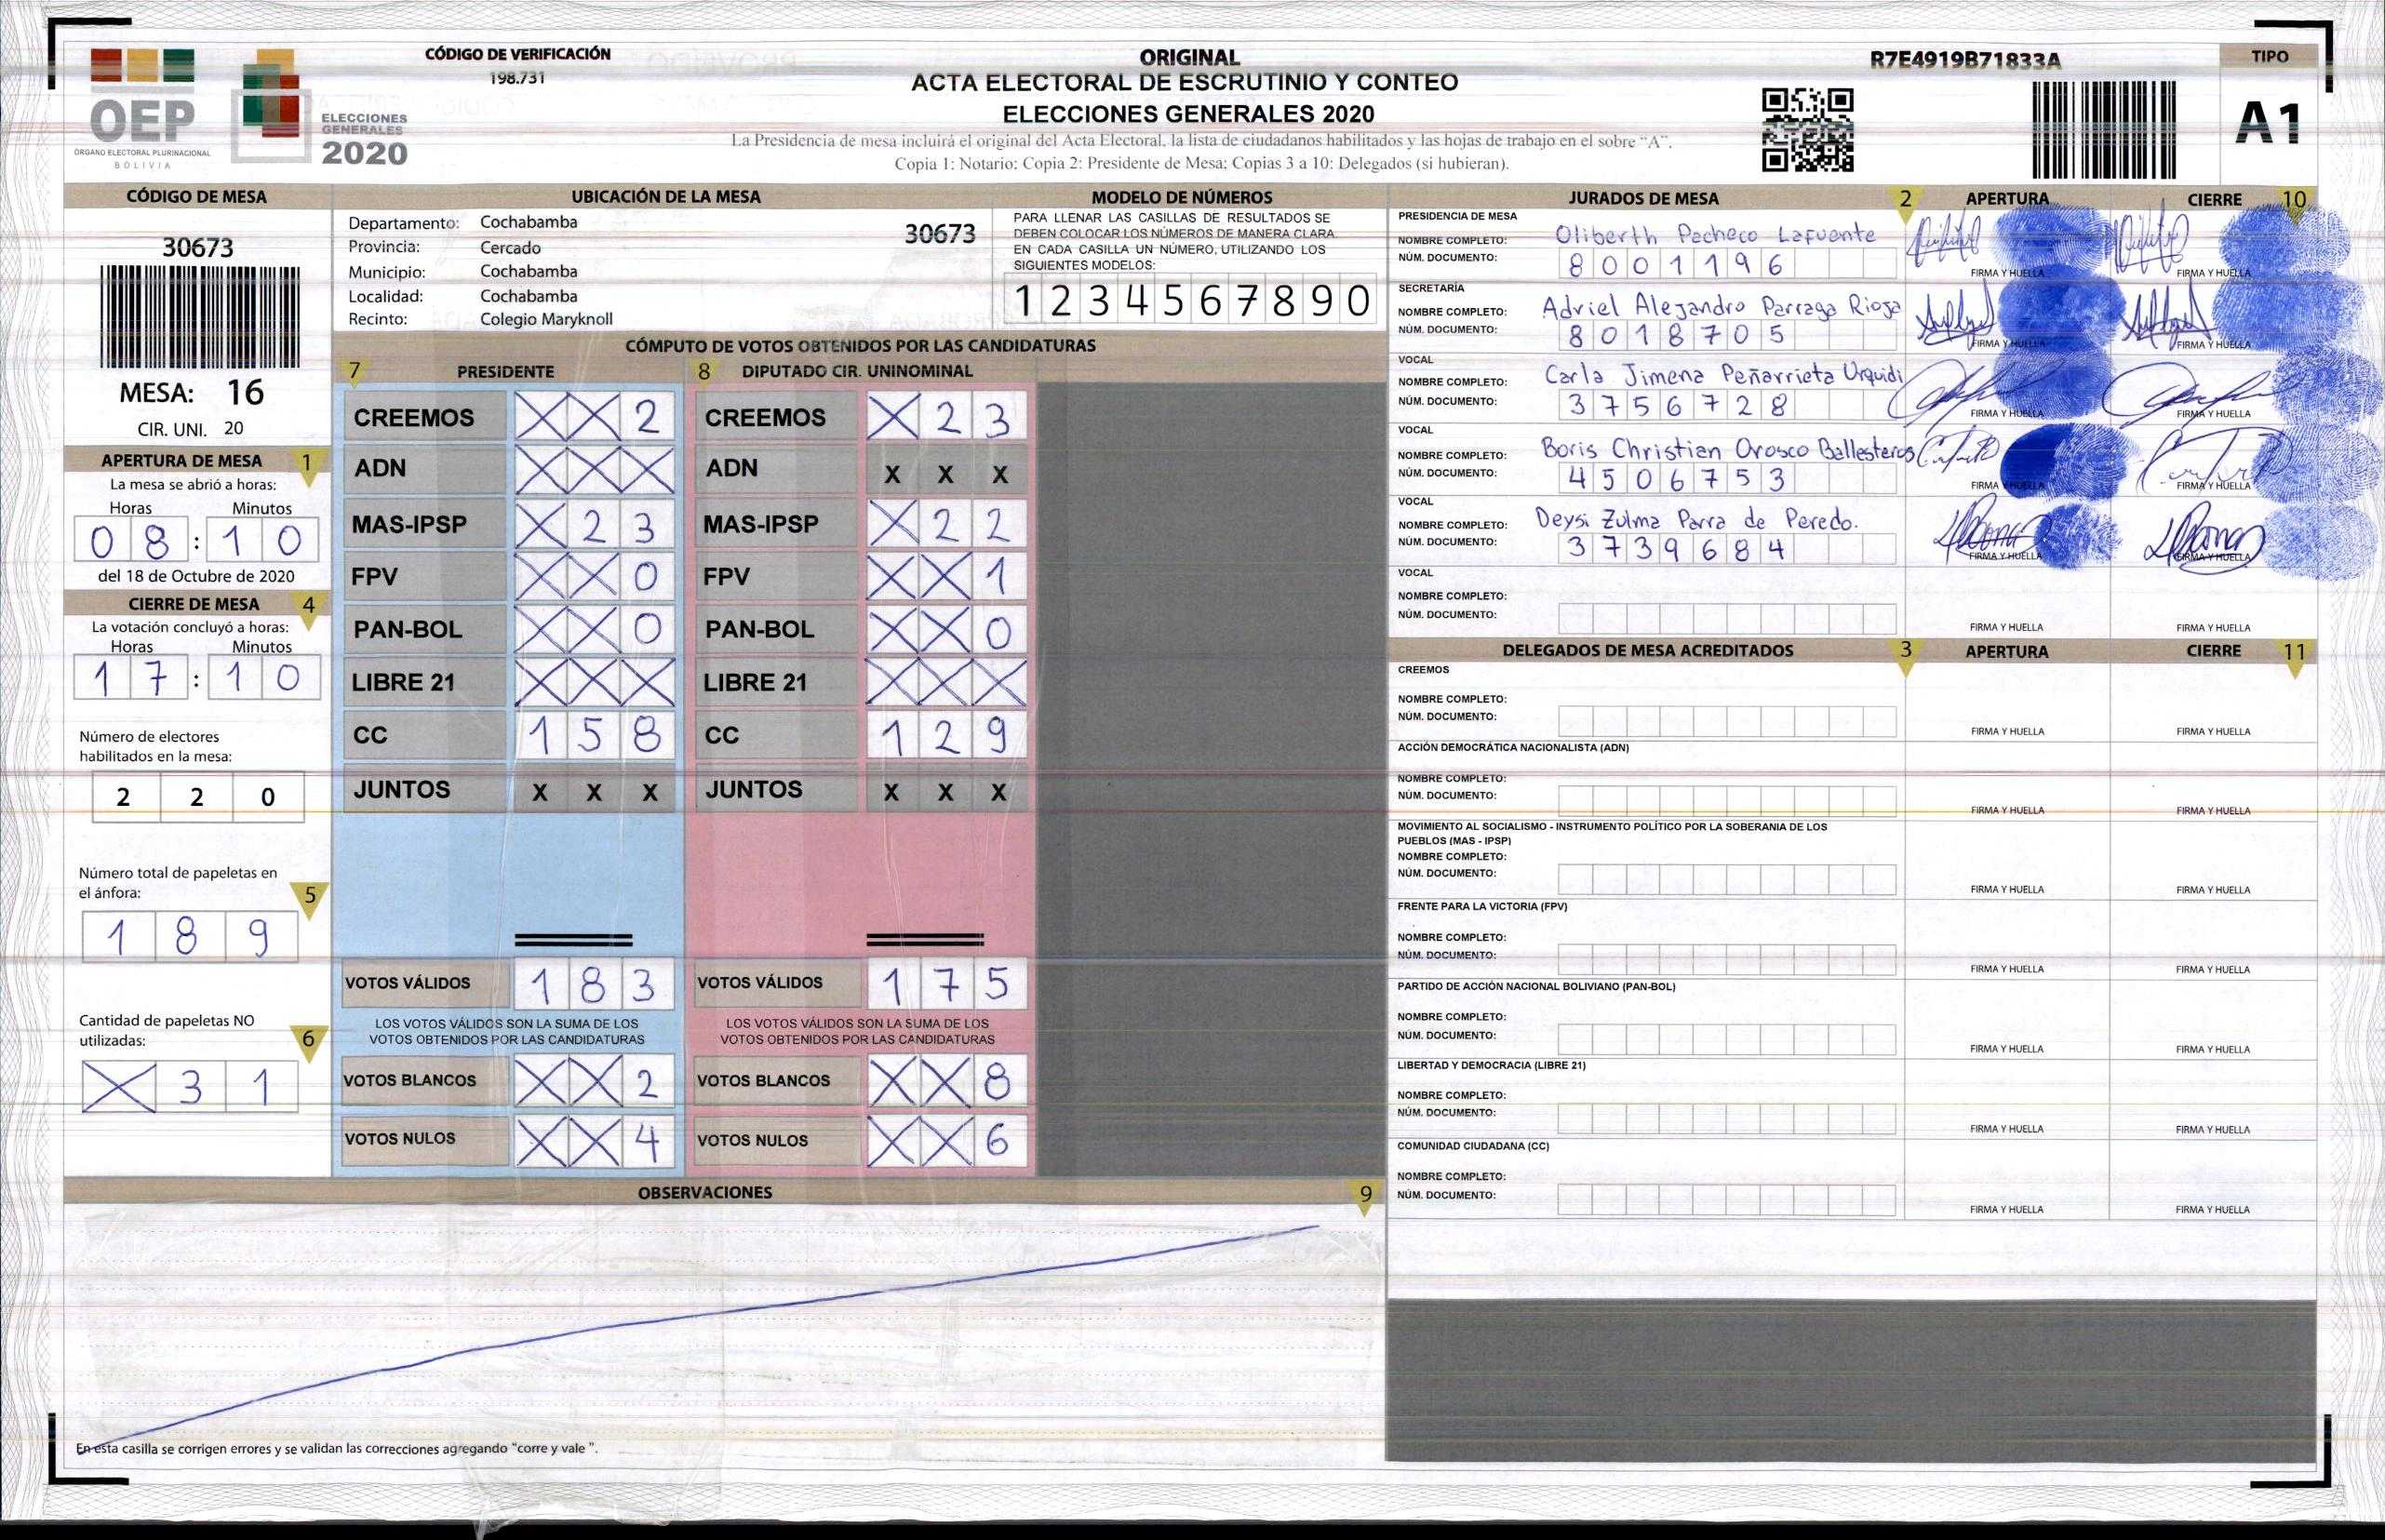 OEP
ÓRGANO ELECTORAL PLURINACIONAL
BOLIVIA
ELECCIONES
GENERALES
2020
CÓDIGO DE VERIFICACIÓN
198.731
ORIGINAL
ACTA ELECTORAL DE ESCRUTINIO Y CONTEO
ELECCIONES GENERALES 2020
La Presidencia de mesa incluirá el original del Acta Electoral, la lista de ciudadanos habilitados y las hojas de trabajo en el sobre “A”.
Copia 1: Notario; Copia 2: Presidente de Mesa; Copias 3 a 10: Delegados (si hubieran).
R7E4919B71833A
TIPO
A1
CÓDIGO DE MESA
30673
MESA: 16
CIR. UNI. 20
APERTURA DE MESA 1
La mesa se abrió a horas:
Horas Minutos
0 8 : 1 0
del 18 de Octubre de 2020
CIERRE DE MESA 4
La votación concluyó a horas:
Horas Minutos
1 7 : 1 0
Número de electores
habilitados en la mesa:
2 2 0
Número total de papeletas en
el ánfora:
5
1 8 9
Cantidad de papeletas NO
utilizadas:
6
X 3 1
UBICACIÓN DE LA MESA
Departamento: Cochabamba
30673
Provincia: Cercado
Municipio: Cochabamba
Localidad: Cochabamba
Recinto: Colegio Maryknoll
MODELO DE NÚMEROS
PARA LLENAR LAS CASILLAS DE RESULTADOS SE
DEBEN COLOCAR LOS NÚMEROS DE MANERA CLARA
EN CADA CASILLA UN NÚMERO, UTILIZANDO LOS
SIGUIENTES MODELOS:
1 2 3 4 5 6 7 8 9 0
CÓMPUTO DE VOTOS OBTENIDOS POR LAS CANDIDATURAS
7 PRESIDENTE
CREEMOS X X 2
ADN X X X
MAS-IPSP X 2 3
FPV X X 0
PAN-BOL X X 0
LIBRE 21 X X X
CC 1 5 8
JUNTOS X X X
VOTOS VÁLIDOS 1 8 3
LOS VOTOS VÁLIDOS SON LA SUMA DE LOS
VOTOS OBTENIDOS POR LAS CANDIDATURAS
VOTOS BLANCOS X X 2
VOTOS NULOS X X 4
8 DIPUTADO CIR. UNINOMINAL
CREEMOS X 2 3
ADN X X X
MAS-IPSP X 2 2
FPV X X 1
PAN-BOL X X 0
LIBRE 21 X X X
CC 1 2 9
JUNTOS X X X
VOTOS VÁLIDOS 1 7 5
LOS VOTOS VÁLIDOS SON LA SUMA DE LOS
VOTOS OBTENIDOS POR LAS CANDIDATURAS
VOTOS BLANCOS X X 8
VOTOS NULOS X X 6
OBSERVACIONES 9
En esta casilla se corrigen errores y se validan las correcciones agregando "corre y vale ".
JURADOS DE MESA 2 APERTURA CIERRE 10
PRESIDENCIA DE MESA
NOMBRE COMPLETO: Oliberth Pacheco Lafuente
NÚM. DOCUMENTO: 8 0 0 1 1 9 6
FIRMA Y HUELLA FIRMA Y HUELLA
SECRETARÍA
NOMBRE COMPLETO: Adriel Alejandro Parraga Rioja
NÚM. DOCUMENTO: 8 0 1 8 7 0 5
FIRMA Y HUELLA FIRMA Y HUELLA
VOCAL
NOMBRE COMPLETO: Carla Jimena Peñarrieta Urquidi
NÚM. DOCUMENTO: 3 7 5 6 7 2 8
FIRMA Y HUELLA FIRMA Y HUELLA
VOCAL
NOMBRE COMPLETO: Boris Christian Orosco Ballesteros
NÚM. DOCUMENTO: 4 5 0 6 7 5 3
FIRMA Y HUELLA FIRMA Y HUELLA
VOCAL
NOMBRE COMPLETO: Deysi Zulma Parra de Peredo.
NÚM. DOCUMENTO: 3 7 3 9 6 8 4
FIRMA Y HUELLA FIRMA Y HUELLA
VOCAL
NOMBRE COMPLETO:
NÚM. DOCUMENTO:
FIRMA Y HUELLA FIRMA Y HUELLA
DELEGADOS DE MESA ACREDITADOS 3 APERTURA CIERRE 11
CREEMOS
NOMBRE COMPLETO:
NÚM. DOCUMENTO:
FIRMA Y HUELLA FIRMA Y HUELLA
ACCIÓN DEMOCRÁTICA NACIONALISTA (ADN)
NOMBRE COMPLETO:
NÚM. DOCUMENTO:
FIRMA Y HUELLA FIRMA Y HUELLA
MOVIMIENTO AL SOCIALISMO - INSTRUMENTO POLÍTICO POR LA SOBERANIA DE LOS
PUEBLOS (MAS - IPSP)
NOMBRE COMPLETO:
NÚM. DOCUMENTO:
FIRMA Y HUELLA FIRMA Y HUELLA
FRENTE PARA LA VICTORIA (FPV)
NOMBRE COMPLETO:
NÚM. DOCUMENTO:
FIRMA Y HUELLA FIRMA Y HUELLA
PARTIDO DE ACCIÓN NACIONAL BOLIVIANO (PAN-BOL)
NOMBRE COMPLETO:
NÚM. DOCUMENTO:
FIRMA Y HUELLA FIRMA Y HUELLA
LIBERTAD Y DEMOCRACIA (LIBRE 21)
NOMBRE COMPLETO:
NÚM. DOCUMENTO:
FIRMA Y HUELLA FIRMA Y HUELLA
COMUNIDAD CIUDADANA (CC)
NOMBRE COMPLETO:
NÚM. DOCUMENTO:
FIRMA Y HUELLA FIRMA Y HUELLA